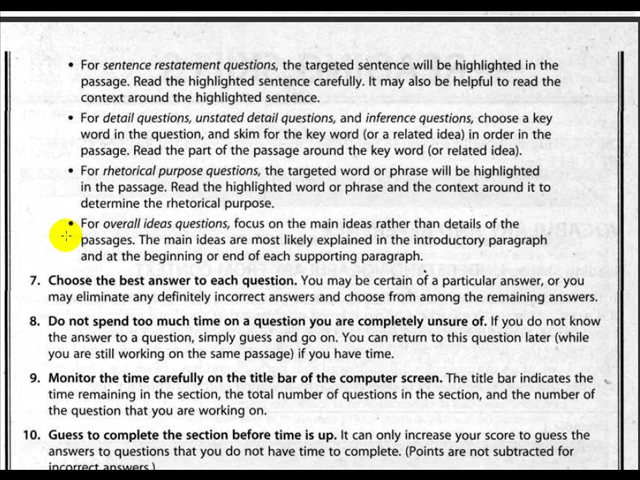 • For sentence restatement questions, the targeted sentence will be highlighted in the
passage. Read the highlighted sentence carefully. It may also be helpful to read the
context around the highlighted sentence.
• For detail questions, unstated detail questions, and inference questions, choose a key
word in the question, and skim for the key word (or a related idea) in order in the
passage. Read the part of the passage around the key word (or related idea).
• For rhetorical purpose questions, the targeted word or phrase will be highlighted
in the passage. Read the highlighted word or phrase and the context around it to
determine the rhetorical purpose.
• For overall ideas questions, focus on the main ideas rather than details of the
passages. The main ideas are most likely explained in the introductory paragraph
and at the beginning or end of each supporting paragraph.
7. Choose the best answer to each question. You may be certain of a particular answer, or you
may eliminate any definitely incorrect answers and choose from among the remaining answers.
8. Do not spend too much time on a question you are completely unsure of. If you do not know
the answer to a question, simply guess and go on. You can return to this question later (while
you are still working on the same passage) if you have time.
9. Monitor the time carefully on the title bar of the computer screen. The title bar indicates the
time remaining in the section, the total number of questions in the section, and the number of
the question that you are working on.
10. Guess to complete the section before time is up. It can only increase your score to guess the
answers to questions that you do not have time to complete. (Points are not subtracted for
incorrect answers.)